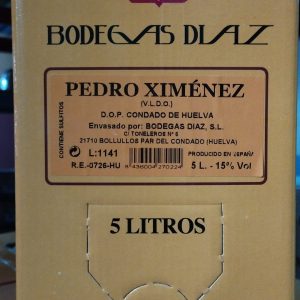 BODEGAS DIAZ
PEDRO XIMÉNEZ
(V.L.D.O.)
D.O.P. CONDADO DE HUELVA
Envasado por: BODEGAS DIAZ, S.L.
C/ TONELEROS Nº 6
21710 BOLLULLOS PAR DEL CONDADO (HUELVA)
CONTIENE SULFITOS
L:1141
PRODUCIDO EN ESPAÑA
R.E.-0726-HU
8436004270224
5 L. - 15% Vol
5 LITROS